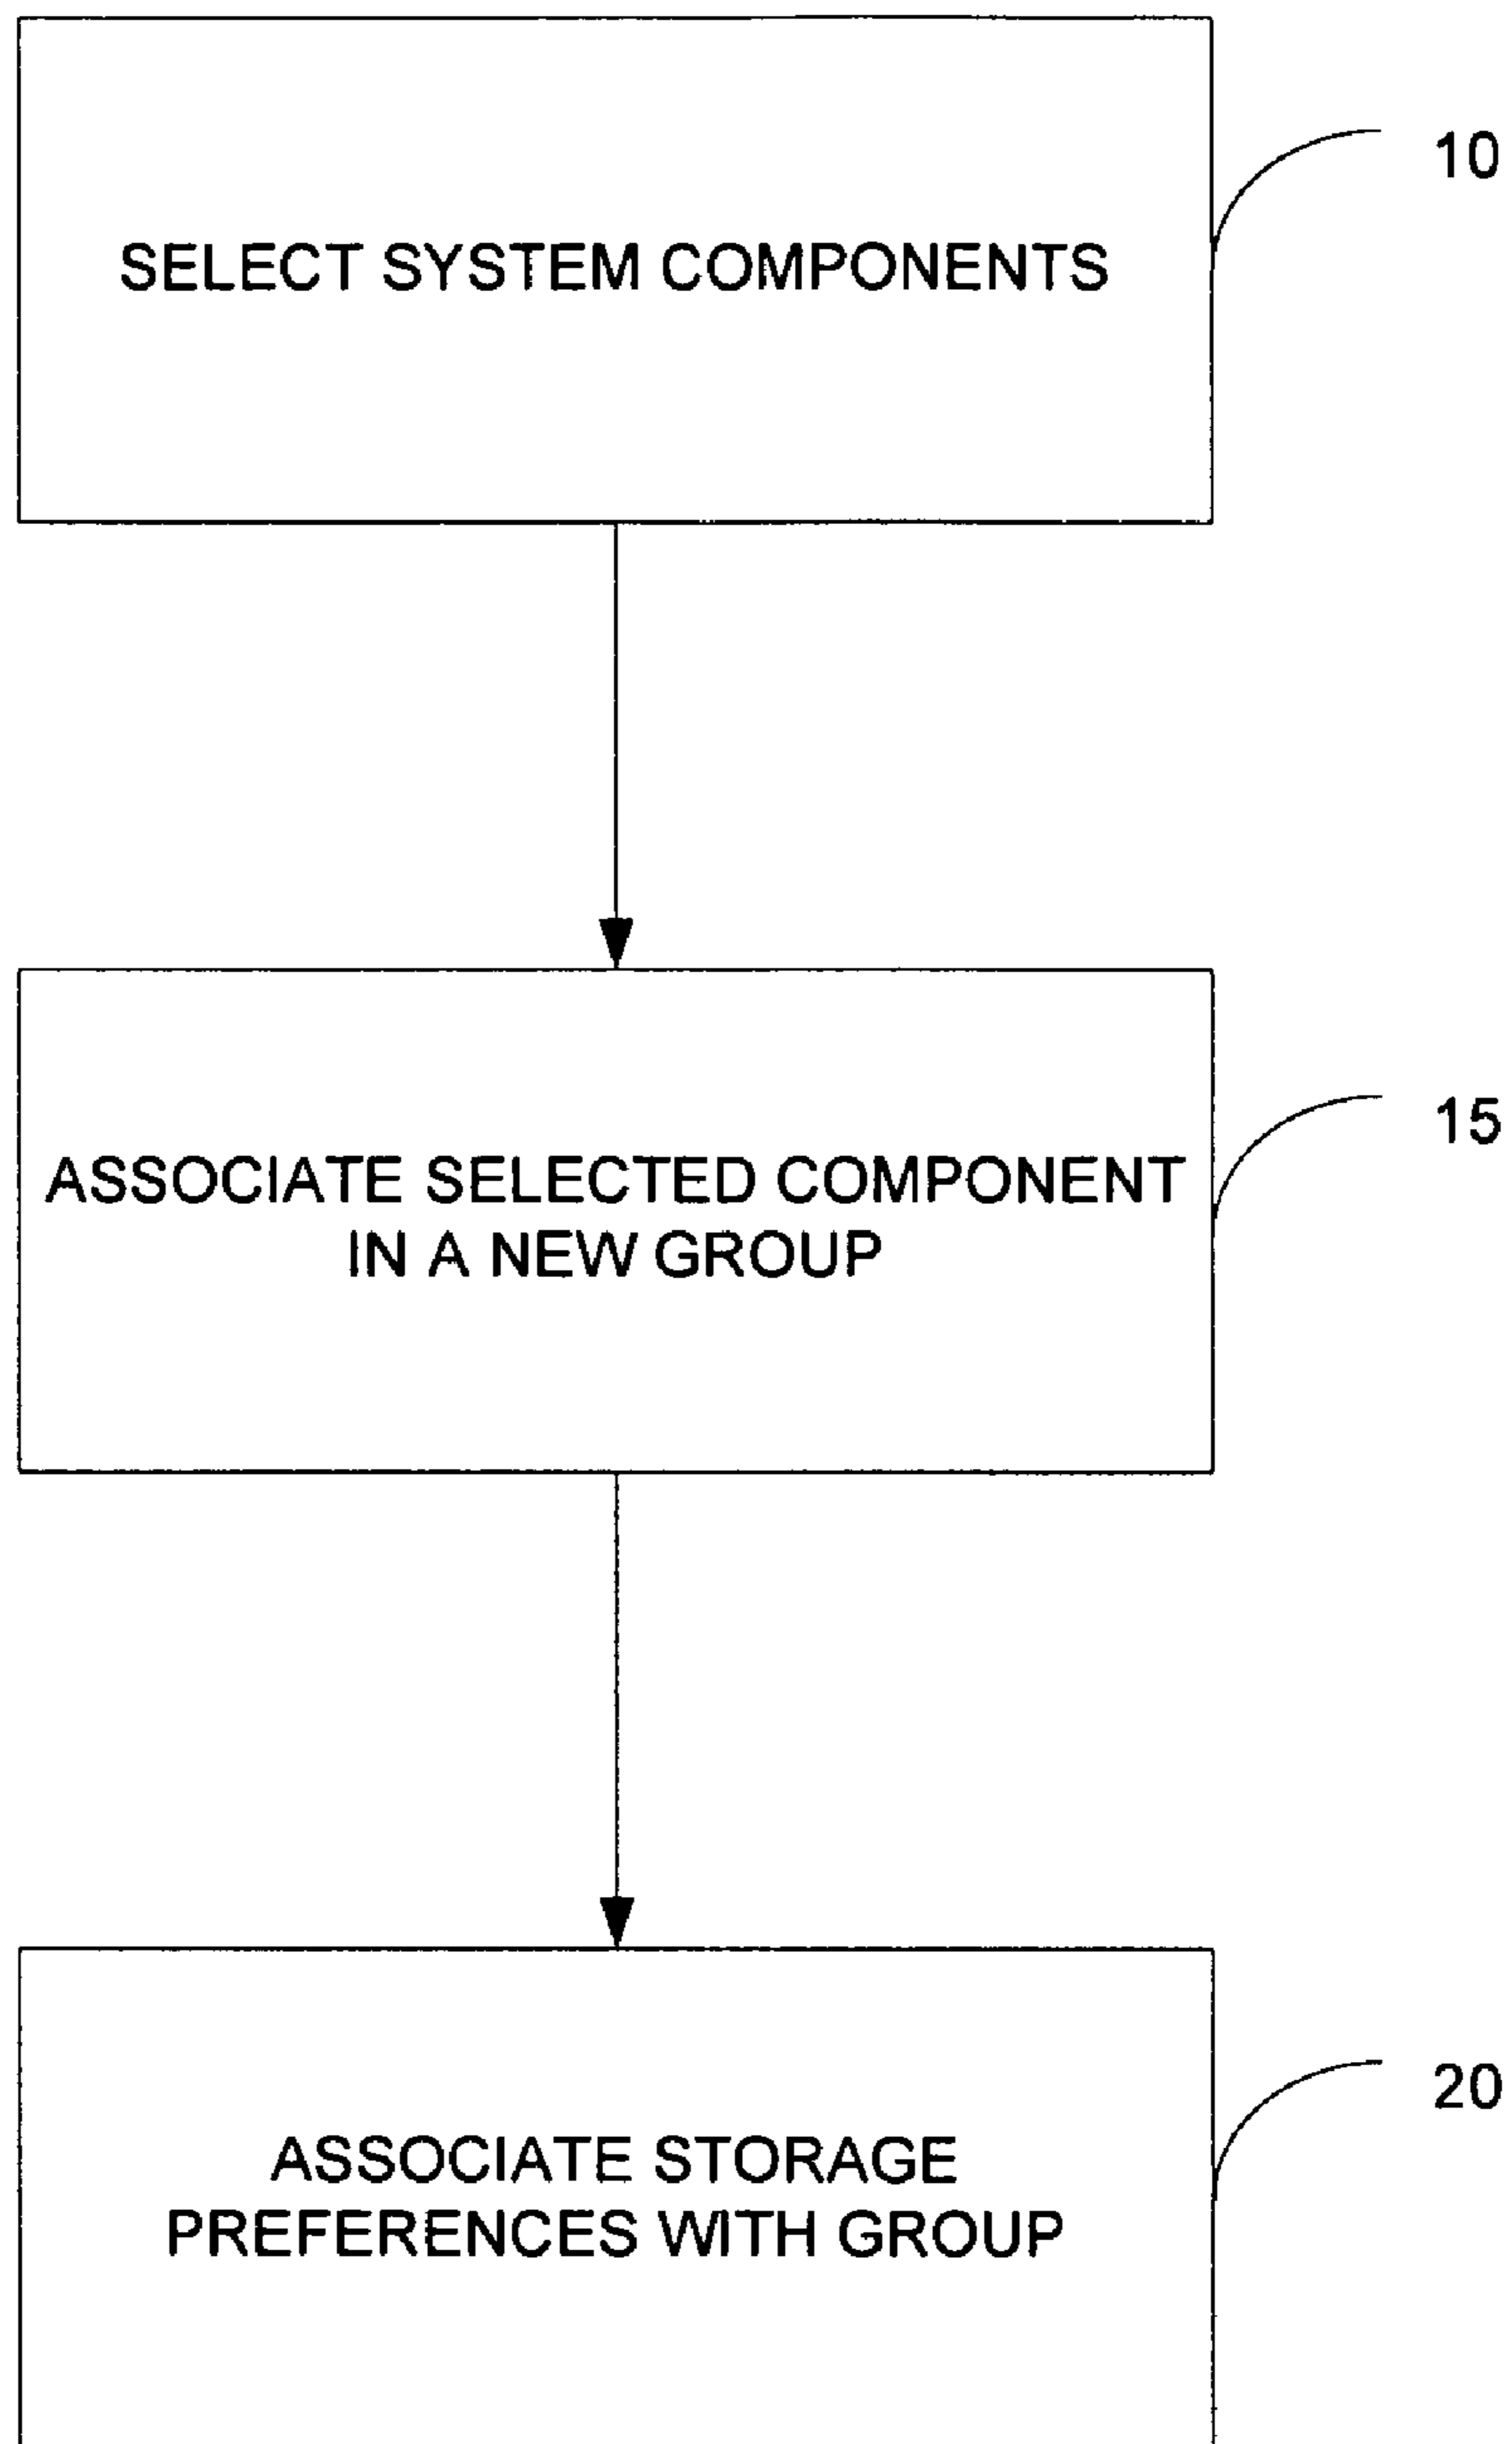 SELECT SYSTEM COMPONENTS
10
ASSOCIATE SELECTED COMPONENT
IN A NEW GROUP
15
ASSOCIATE STORAGE
PREFERENCES WITH GROUP
20